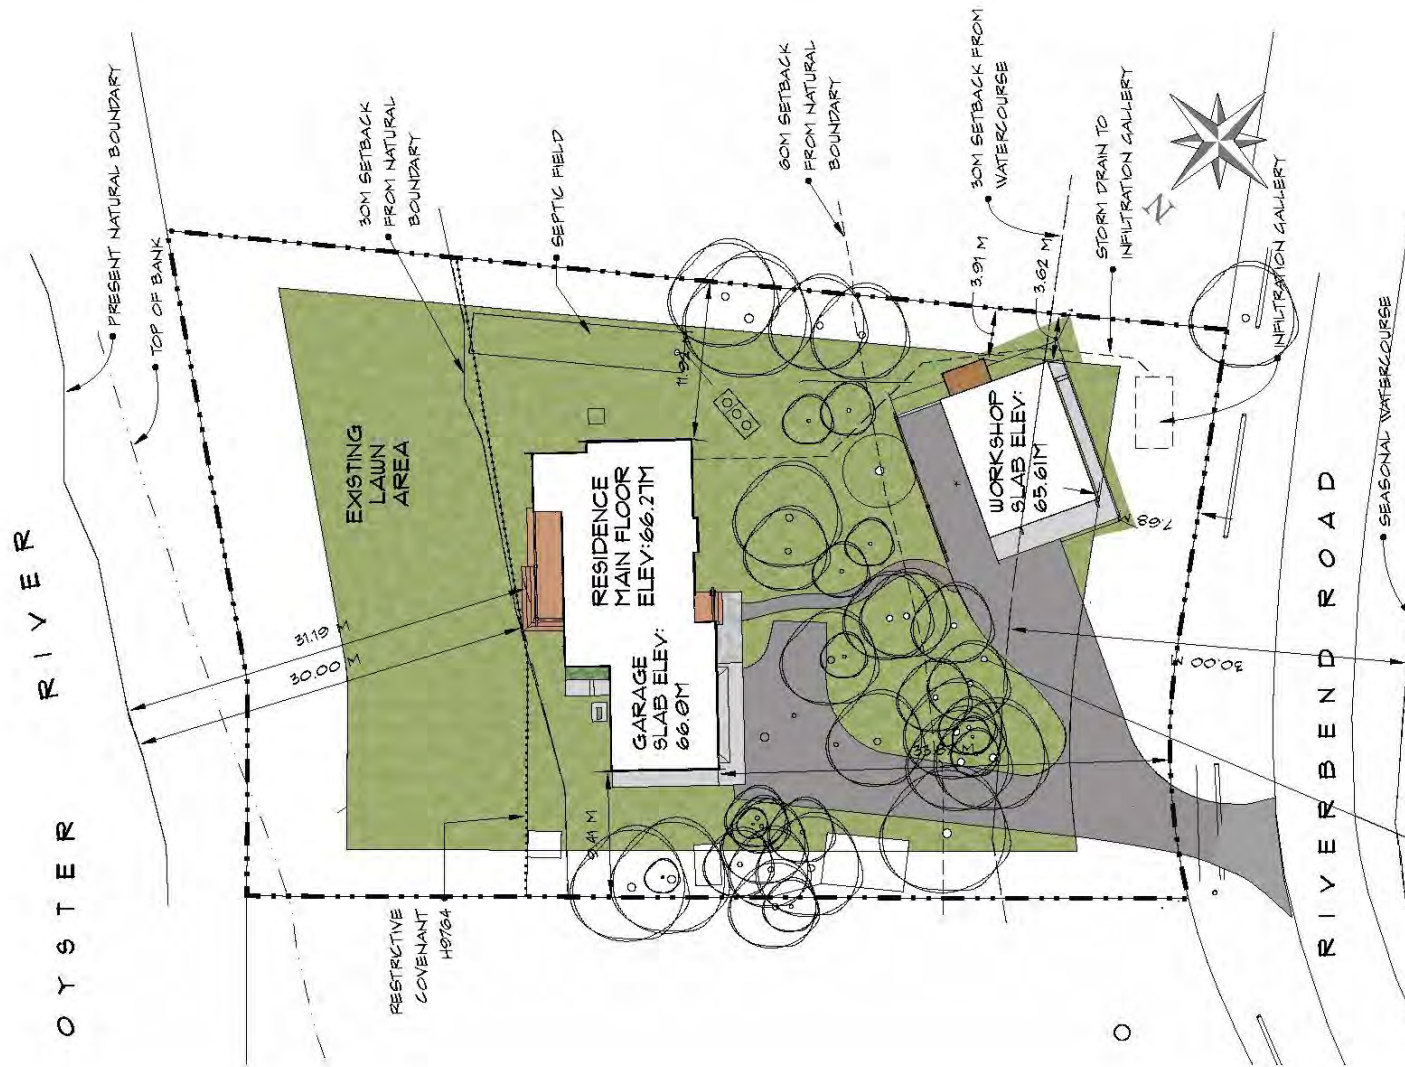 OYSTER RIVER
PRESENT NATURAL BOUNDARY
TOP OF BANK
30M SETBACK
FROM NATURAL
BOUNDARY
SEPTIC FIELD
60M SETBACK
FROM NATURAL
BOUNDARY
30M SETBACK FROM
WATERCOURSE
STORM DRAIN TO
INFILTRATION GALLERY
N
INFILTRATION GALLERY
3.91 M
3.62 M
EXISTING
LAWN
AREA
RESIDENCE
MAIN FLOOR
ELEV:66.27M
GARAGE
SLAB ELEV:
66.0M
WORKSHOP
SLAB ELEV:
65.61M
7.68 M
31.19 M
30.00 M
9.41 M
30.00 M
RESTRICTIVE
COVENANT
H9764
RIVERBEND ROAD
SEASONAL WATERCOURSE